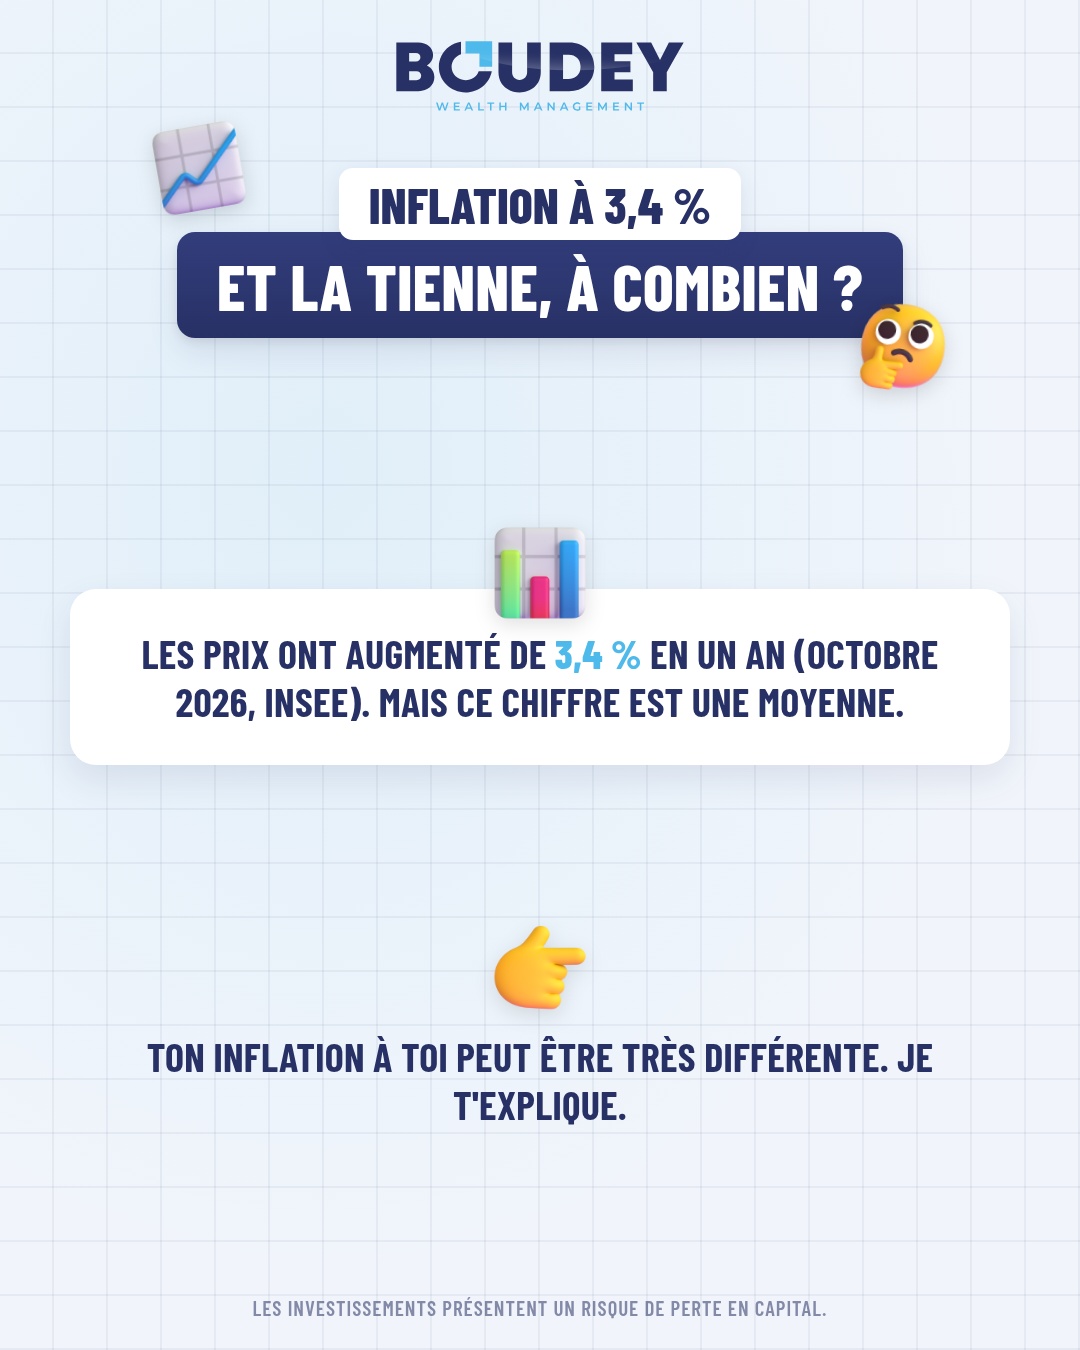 BOUDEY
WEALTH MANAGEMENT
INFLATION À 3,4 %
ET LA TIENNE, À COMBIEN ?
LES PRIX ONT AUGMENTÉ DE 3,4 % EN UN AN (OCTOBRE
2026, INSEE). MAIS CE CHIFFRE EST UNE MOYENNE.
TON INFLATION À TOI PEUT ÊTRE TRÈS DIFFÉRENTE. JE
T'EXPLIQUE.
LES INVESTISSEMENTS PRÉSENTENT UN RISQUE DE PERTE EN CAPITAL.